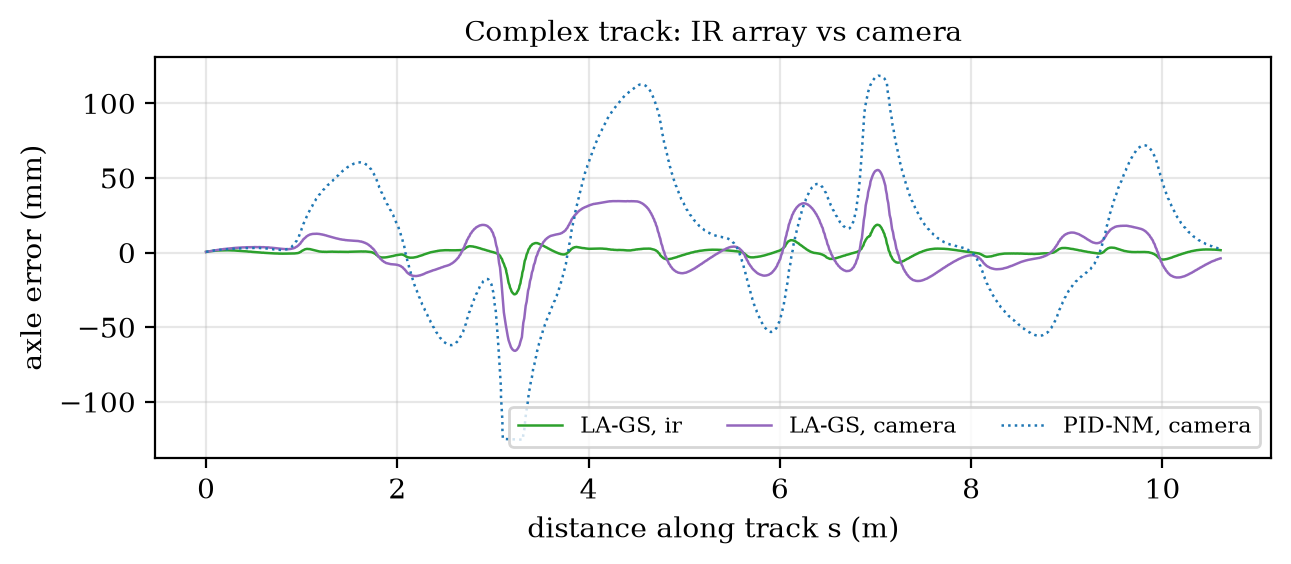 Complex track: IR array vs camera
axle error (mm)
100
50
0
−50
−100
LA-GS, ir
LA-GS, camera
PID-NM, camera
0 2 4 6 8 10
distance along track s (m)